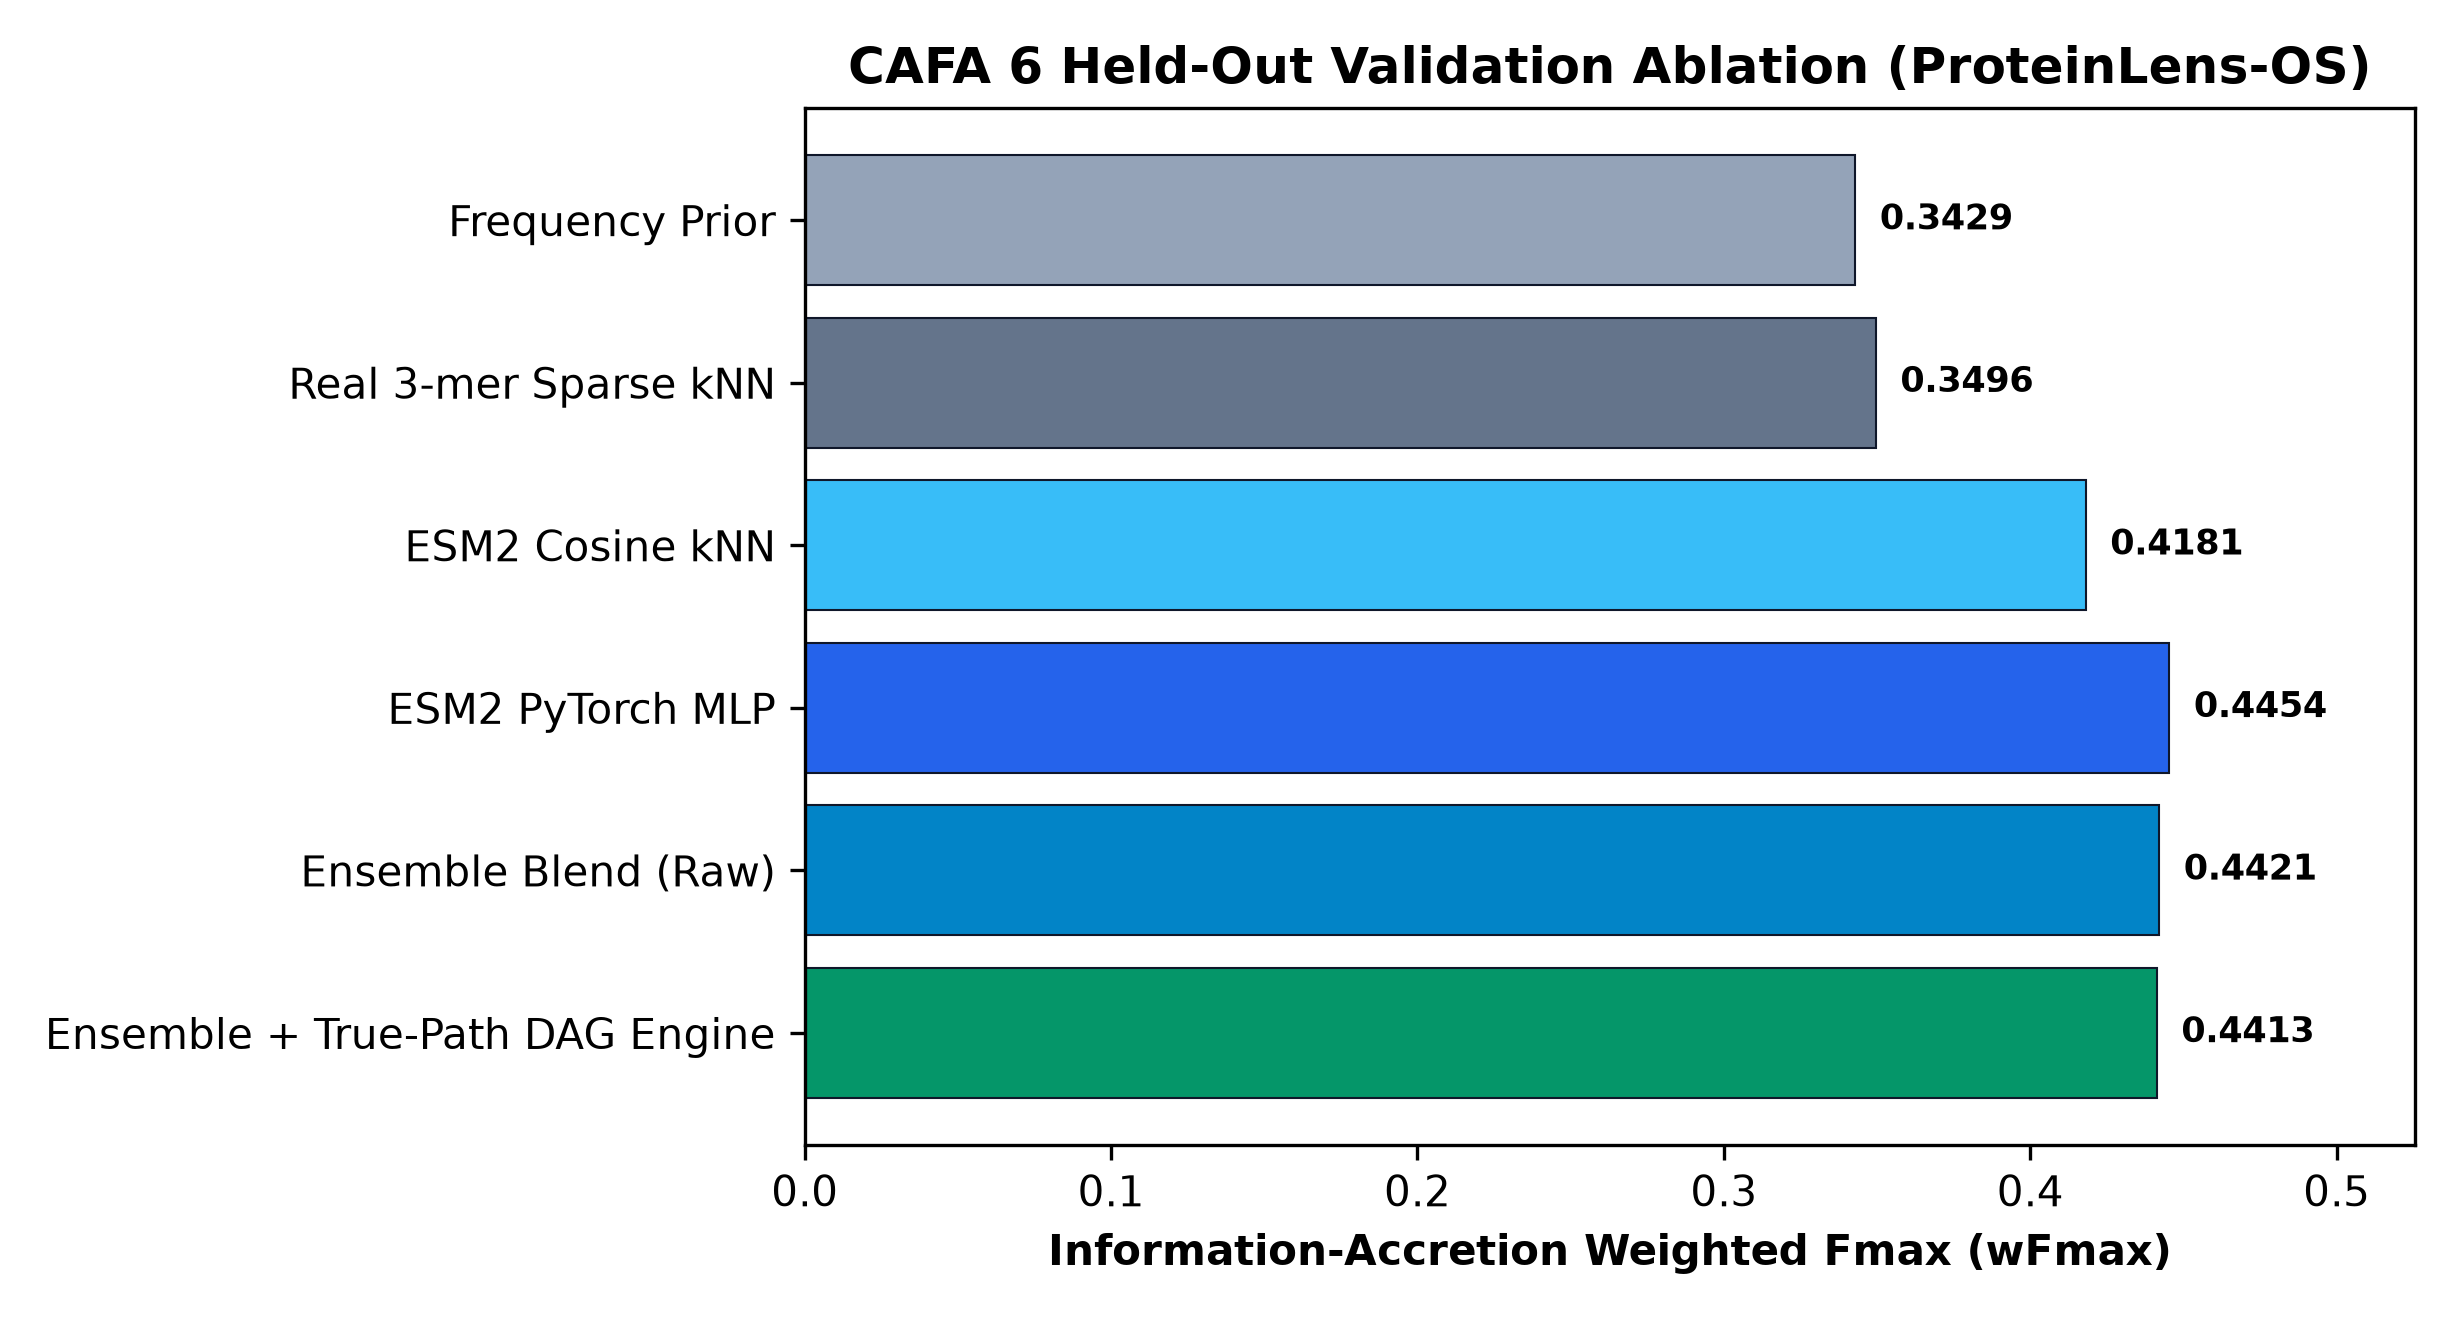 CAFA 6 Held-Out Validation Ablation (ProteinLens-OS)
Frequency Prior
0.3429
Real 3-mer Sparse kNN
0.3496
ESM2 Cosine kNN
0.4181
ESM2 PyTorch MLP
0.4454
Ensemble Blend (Raw)
0.4421
Ensemble + True-Path DAG Engine
0.4413
0.0 0.1 0.2 0.3 0.4 0.5
Information-Accretion Weighted Fmax (wFmax)